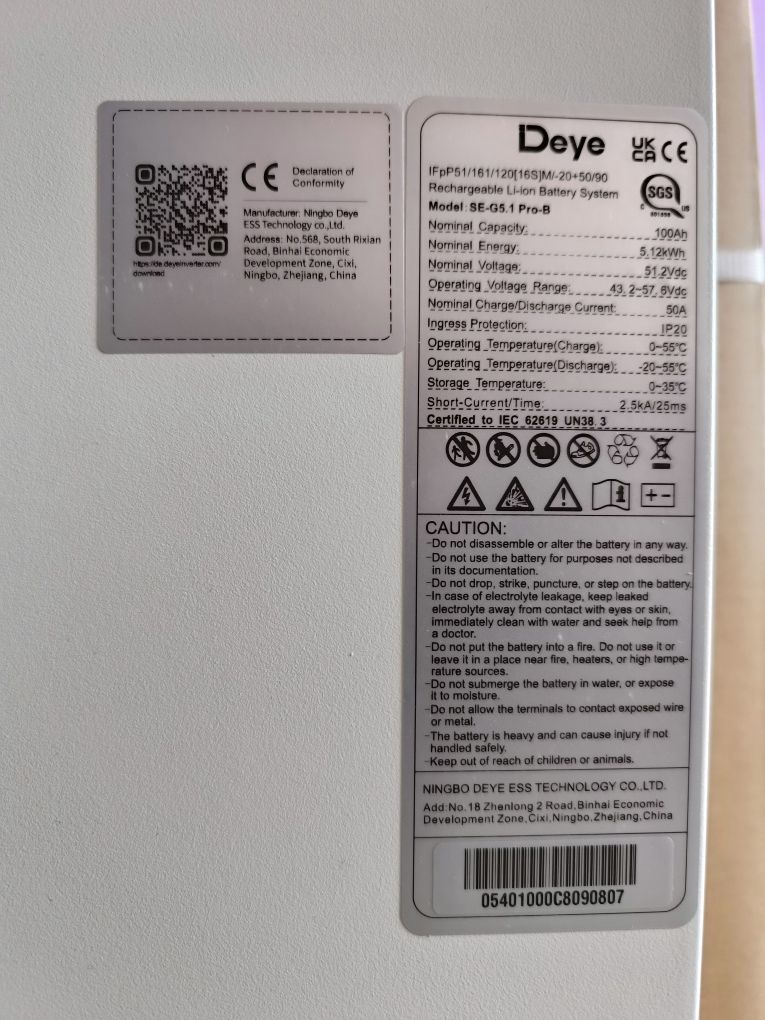 CE
Declaration of
Conformity
Manufacturer: Ningbo Deye
ESS Technology co.,Ltd.
Address: No.568, South Rixian
Road, Binhai Economic
Development Zone, Cixi,
Ningbo, Zhejiang, China
https://de.deyeinverter.com/
download
Deye
UK
CA
CE
IFpP51/161/120[16S]M/-20+50/90
Rechargeable Li-ion Battery System
Model: SE-G5.1 Pro-B
SGS
C US
Nominal Capacity: 100Ah
Nominal Energy: 5.12kWh
Nominal Voltage: 51.2Vdc
Operating Voltage Range: 43.2~57.6Vdc
Nominal Charge/Discharge Current: 50A
Ingress Protection: IP20
Operating Temperature(Charge): 0~55℃
Operating Temperature(Discharge): -20~55℃
Storage Temperature: 0~35℃
Short-Current/Time: 2.5kA/25ms
Certified to IEC 62619 UN38.3
CAUTION:
-Do not disassemble or alter the battery in any way.
-Do not use the battery for purposes not described
in its documentation.
-Do not drop, strike, puncture, or step on the battery.
-In case of electrolyte leakage, keep leaked
electrolyte away from contact with eyes or skin,
immediately clean with water and seek help from
a doctor.
-Do not put the battery into a fire. Do not use it or
leave it in a place near fire, heaters, or high tempe-
rature sources.
-Do not submerge the battery in water, or expose
it to moisture.
-Do not allow the terminals to contact exposed wire
or metal.
-The battery is heavy and can cause injury if not
handled safely.
-Keep out of reach of children or animals.
NINGBO DEYE ESS TECHNOLOGY CO.,LTD.
Add:No.18 Zhenlong 2 Road,Binhai Economic
Development Zone,Cixi,Ningbo,Zhejiang,China
05401000C8090807